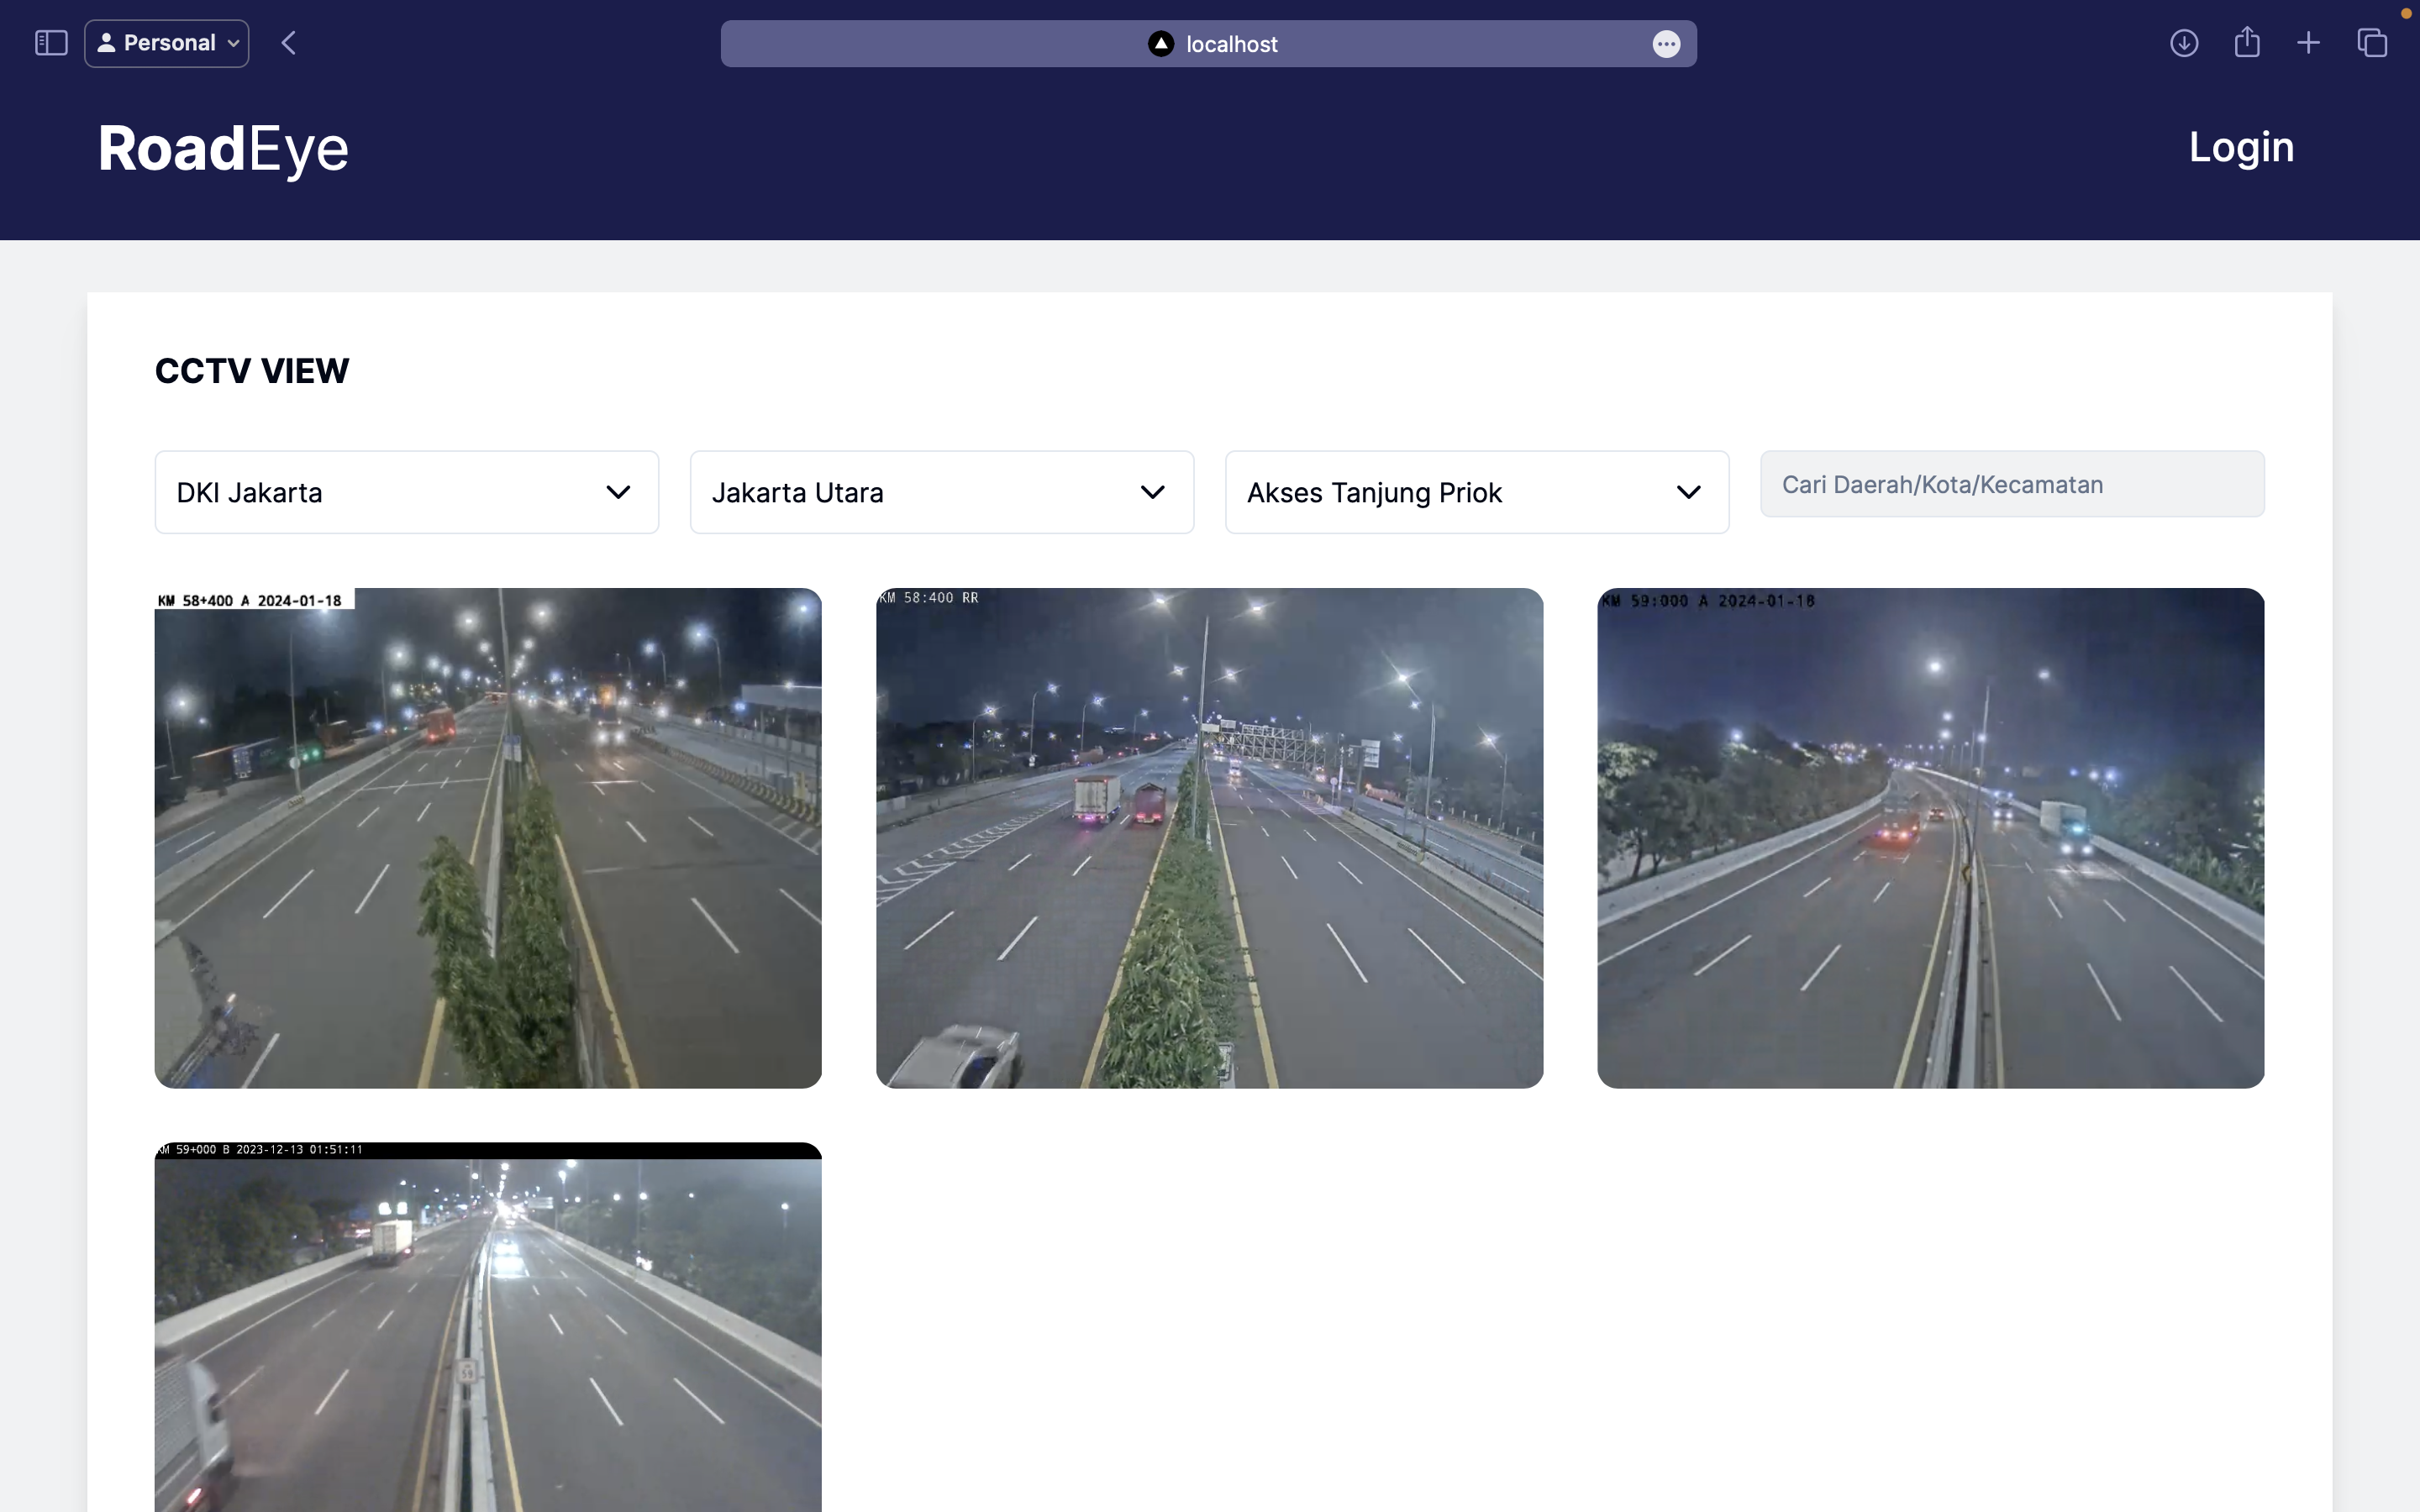 Personal
localhost
RoadEye
Login
CCTV VIEW
DKI Jakarta
Jakarta Utara
Akses Tanjung Priok
Cari Daerah/Kota/Kecamatan
KM 58+400 A 2024-01-18
KM 58:400 RR
KM 59:000 A 2024-01-18
KM 59+000 B 2023-12-13 01:51:11
59